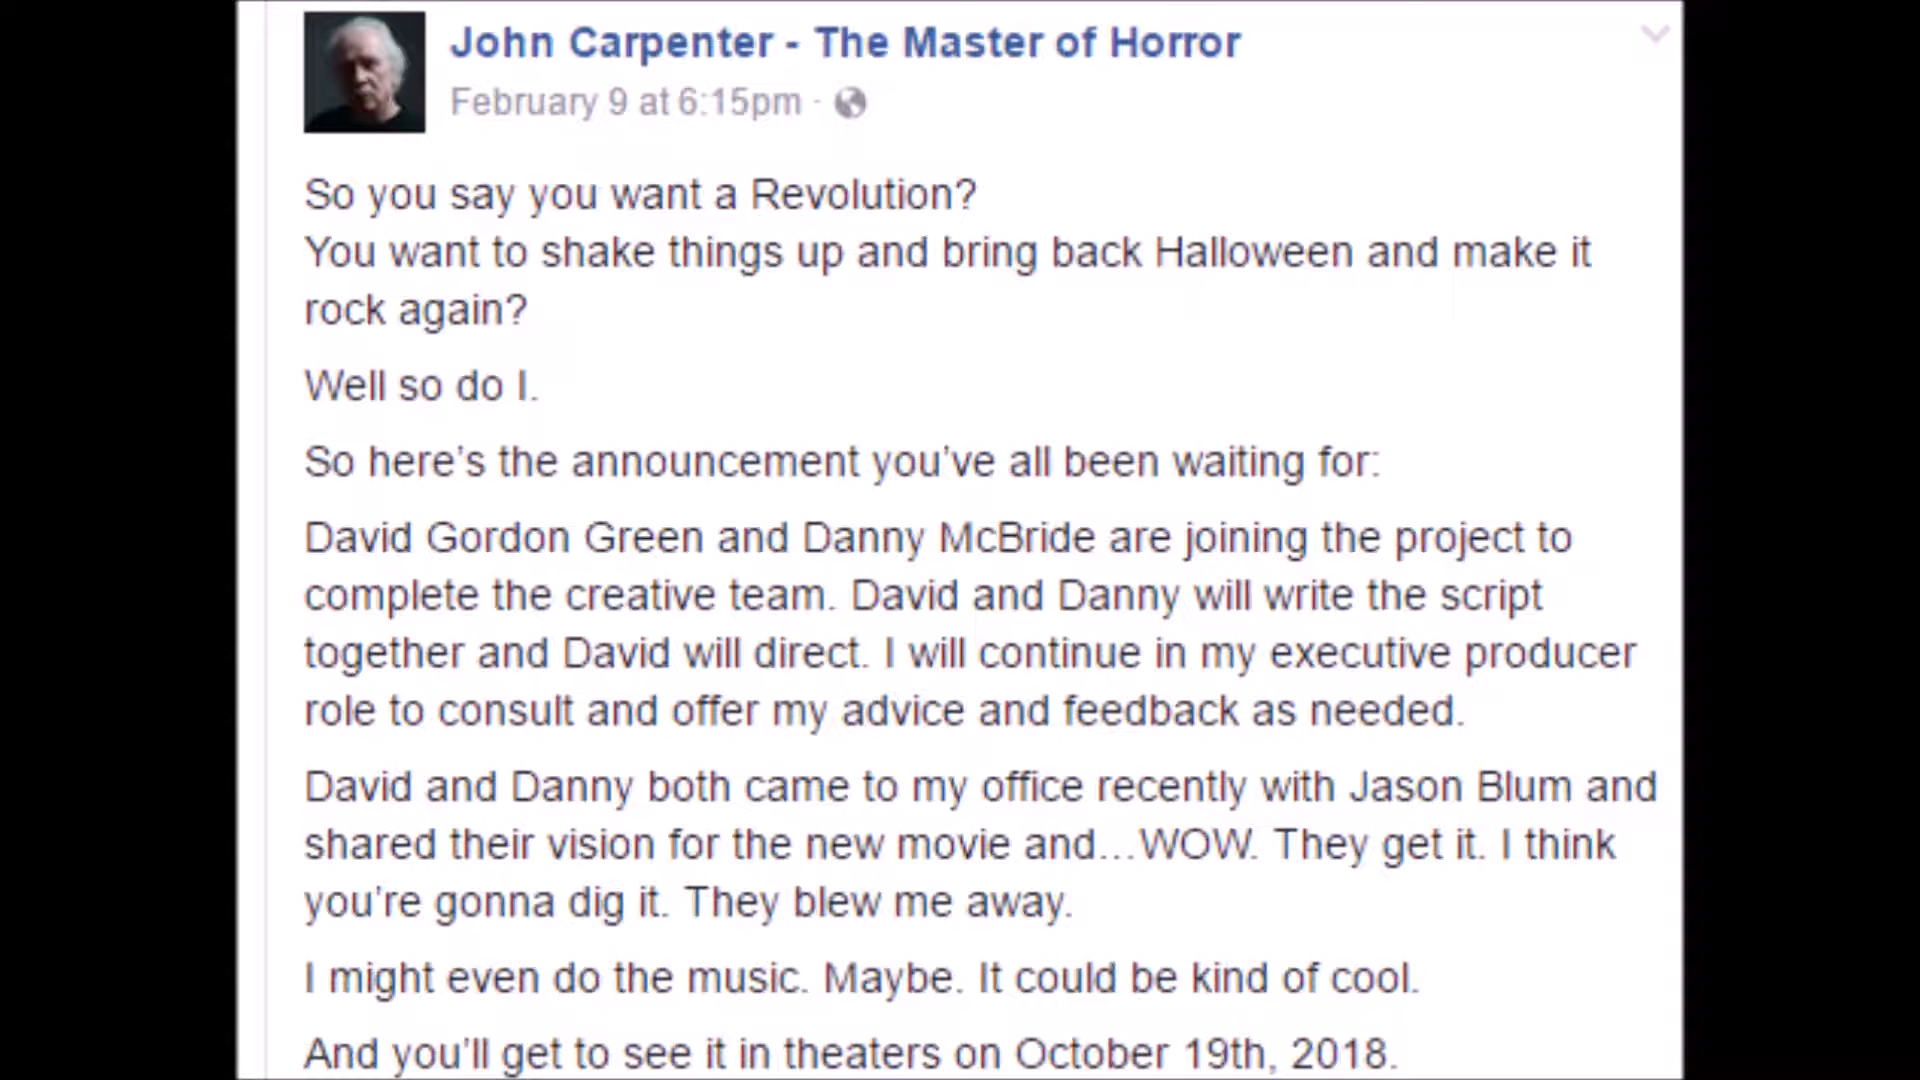 John Carpenter - The Master of Horror
February 9 at 6:15pm ·
So you say you want a Revolution?
You want to shake things up and bring back Halloween and make it
rock again?
Well so do I.
So here's the announcement you've all been waiting for:
David Gordon Green and Danny McBride are joining the project to
complete the creative team. David and Danny will write the script
together and David will direct. I will continue in my executive producer
role to consult and offer my advice and feedback as needed.
David and Danny both came to my office recently with Jason Blum and
shared their vision for the new movie and…WOW. They get it. I think
you're gonna dig it. They blew me away.
I might even do the music. Maybe. It could be kind of cool.
And you'll get to see it in theaters on October 19th, 2018.